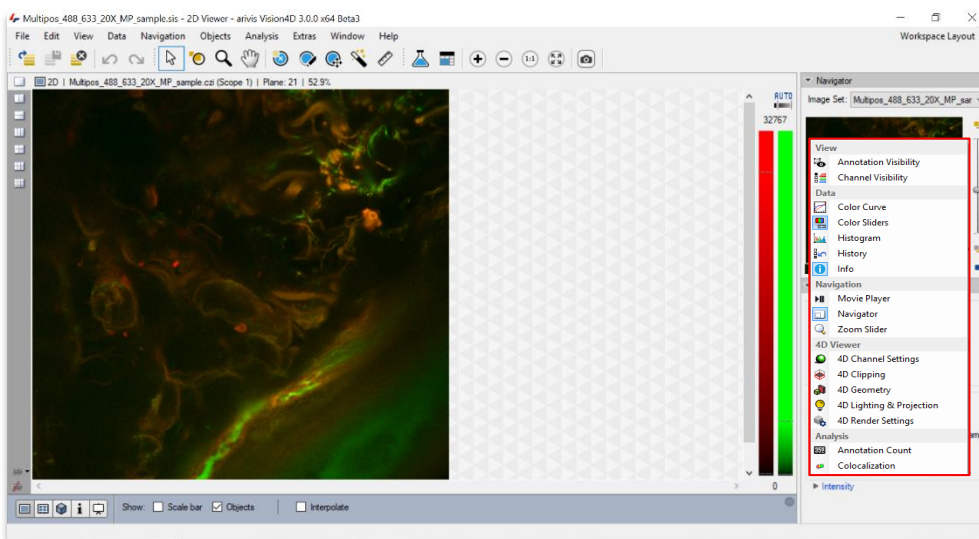 Multipos_488_633_20X_MP_sample.sis - 2D Viewer - arivis Vision4D 3.0.0 x64 Beta3
File Edit View Data Navigation Objects Analysis Extras Window Help
Workspace Layout
1:1
2D | Multipos_488_633_20X_MP_sample.czi (Scope 1) | Plane: 21 | 52.9%
Navigator
AUTO
Image Set: Multipos_488_633_20X_MP_sar
32767
View
Annotation Visibility
Channel Visibility
Data
Color Curve
Color Sliders
Histogram
History
Info
Navigation
Movie Player
Navigator
Zoom Slider
4D Viewer
4D Channel Settings
4D Clipping
4D Geometry
4D Lighting & Projection
4D Render Settings
Analysis
359 Annotation Count
Colocalization
0
Intensity
Show: Scale bar Objects Interpolate